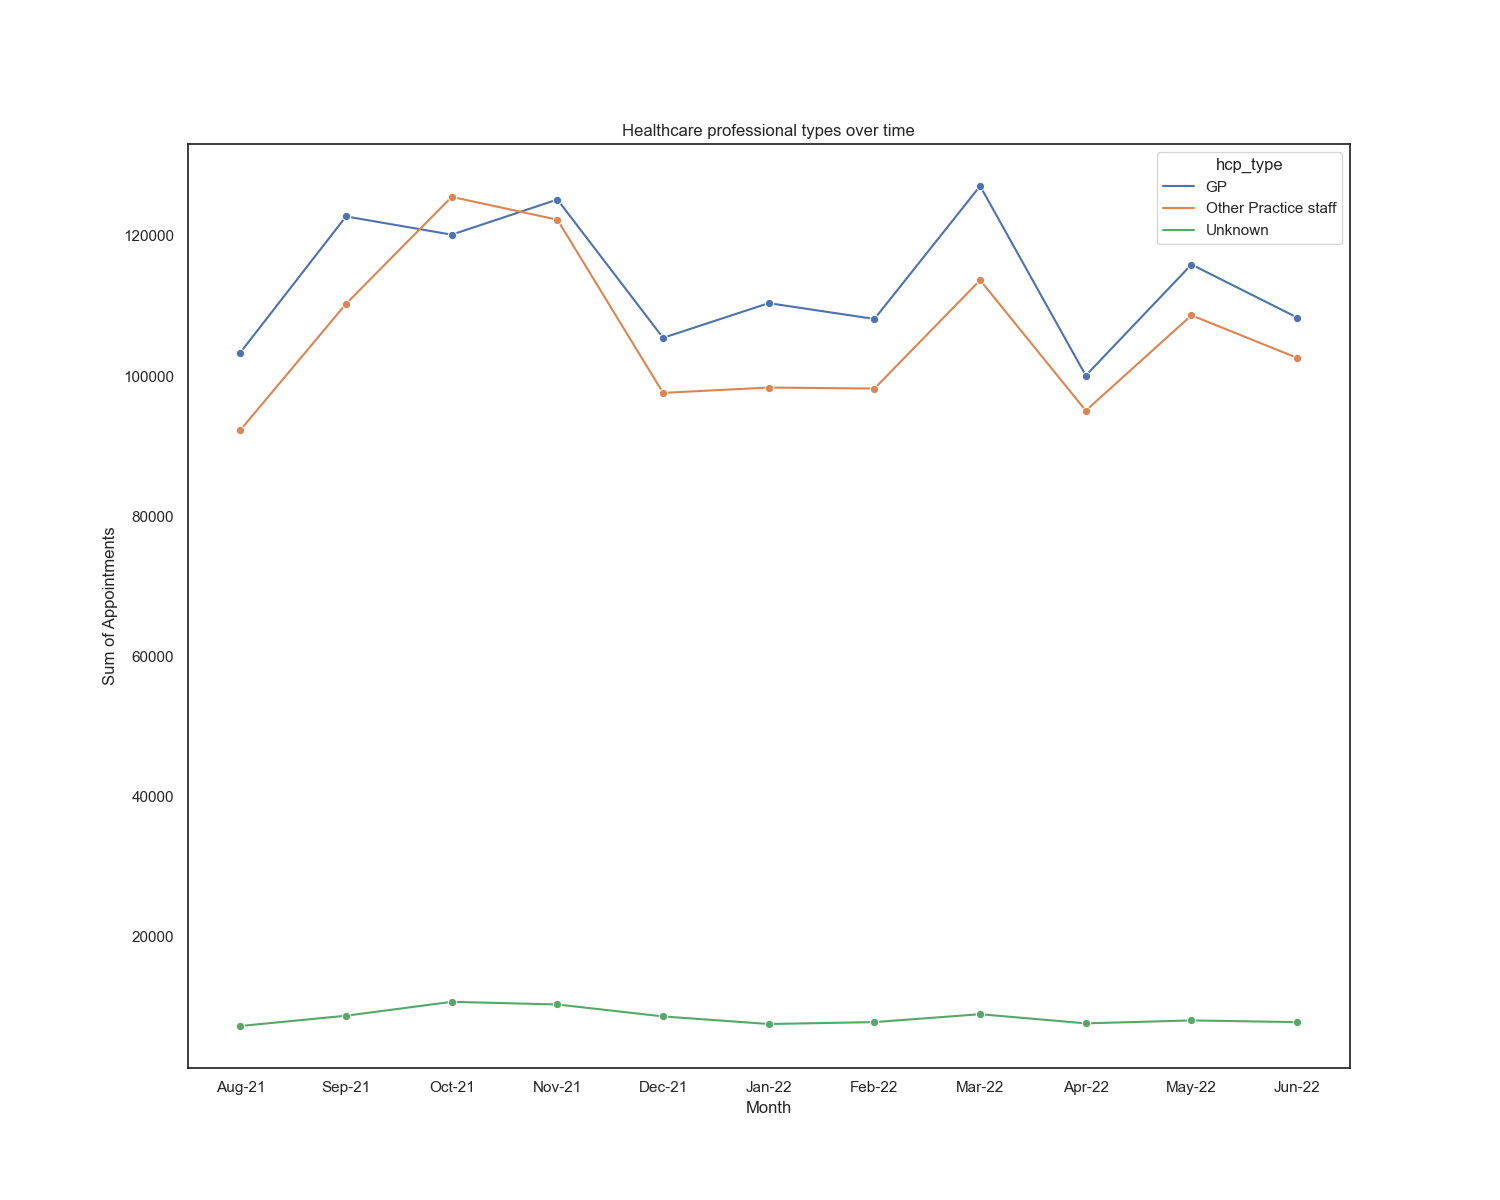 Healthcare professional types over time
hcp_type
GP
Other Practice staff
Unknown
120000
100000
80000
60000
40000
20000
Sum of Appointments
Aug-21 Sep-21 Oct-21 Nov-21 Dec-21 Jan-22 Feb-22 Mar-22 Apr-22 May-22 Jun-22
Month